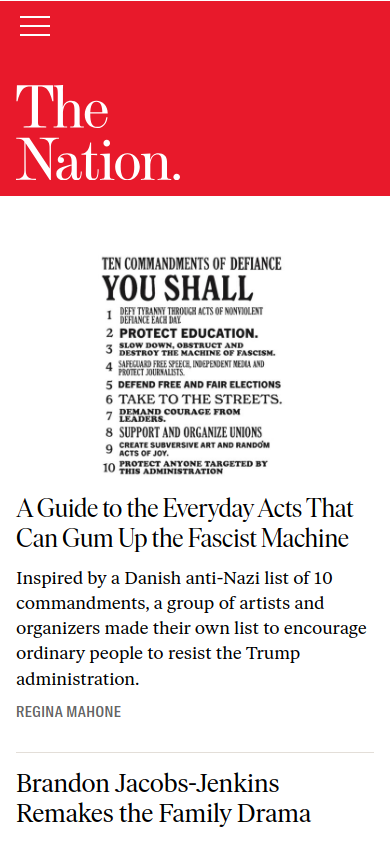 The
Nation.
TEN COMMANDMENTS OF DEFIANCE
YOU SHALL
1 DEFY TYRANNY THROUGH ACTS OF NONVIOLENT
DEFIANCE EACH DAY.
2 PROTECT EDUCATION.
3 SLOW DOWN, OBSTRUCT AND
DESTROY THE MACHINE OF FASCISM.
4 SAFEGUARD FREE SPEECH, INDEPENDENT MEDIA AND
PROTECT JOURNALISTS.
5 DEFEND FREE AND FAIR ELECTIONS
6 TAKE TO THE STREETS.
7 DEMAND COURAGE FROM
LEADERS.
8 SUPPORT AND ORGANIZE UNIONS
9 CREATE SUBVERSIVE ART AND RANDOM
ACTS OF JOY.
10 PROTECT ANYONE TARGETED BY
THIS ADMINISTRATION
A Guide to the Everyday Acts That
Can Gum Up the Fascist Machine
Inspired by a Danish anti-Nazi list of 10
commandments, a group of artists and
organizers made their own list to encourage
ordinary people to resist the Trump
administration.
REGINA MAHONE
Brandon Jacobs-Jenkins
Remakes the Family Drama